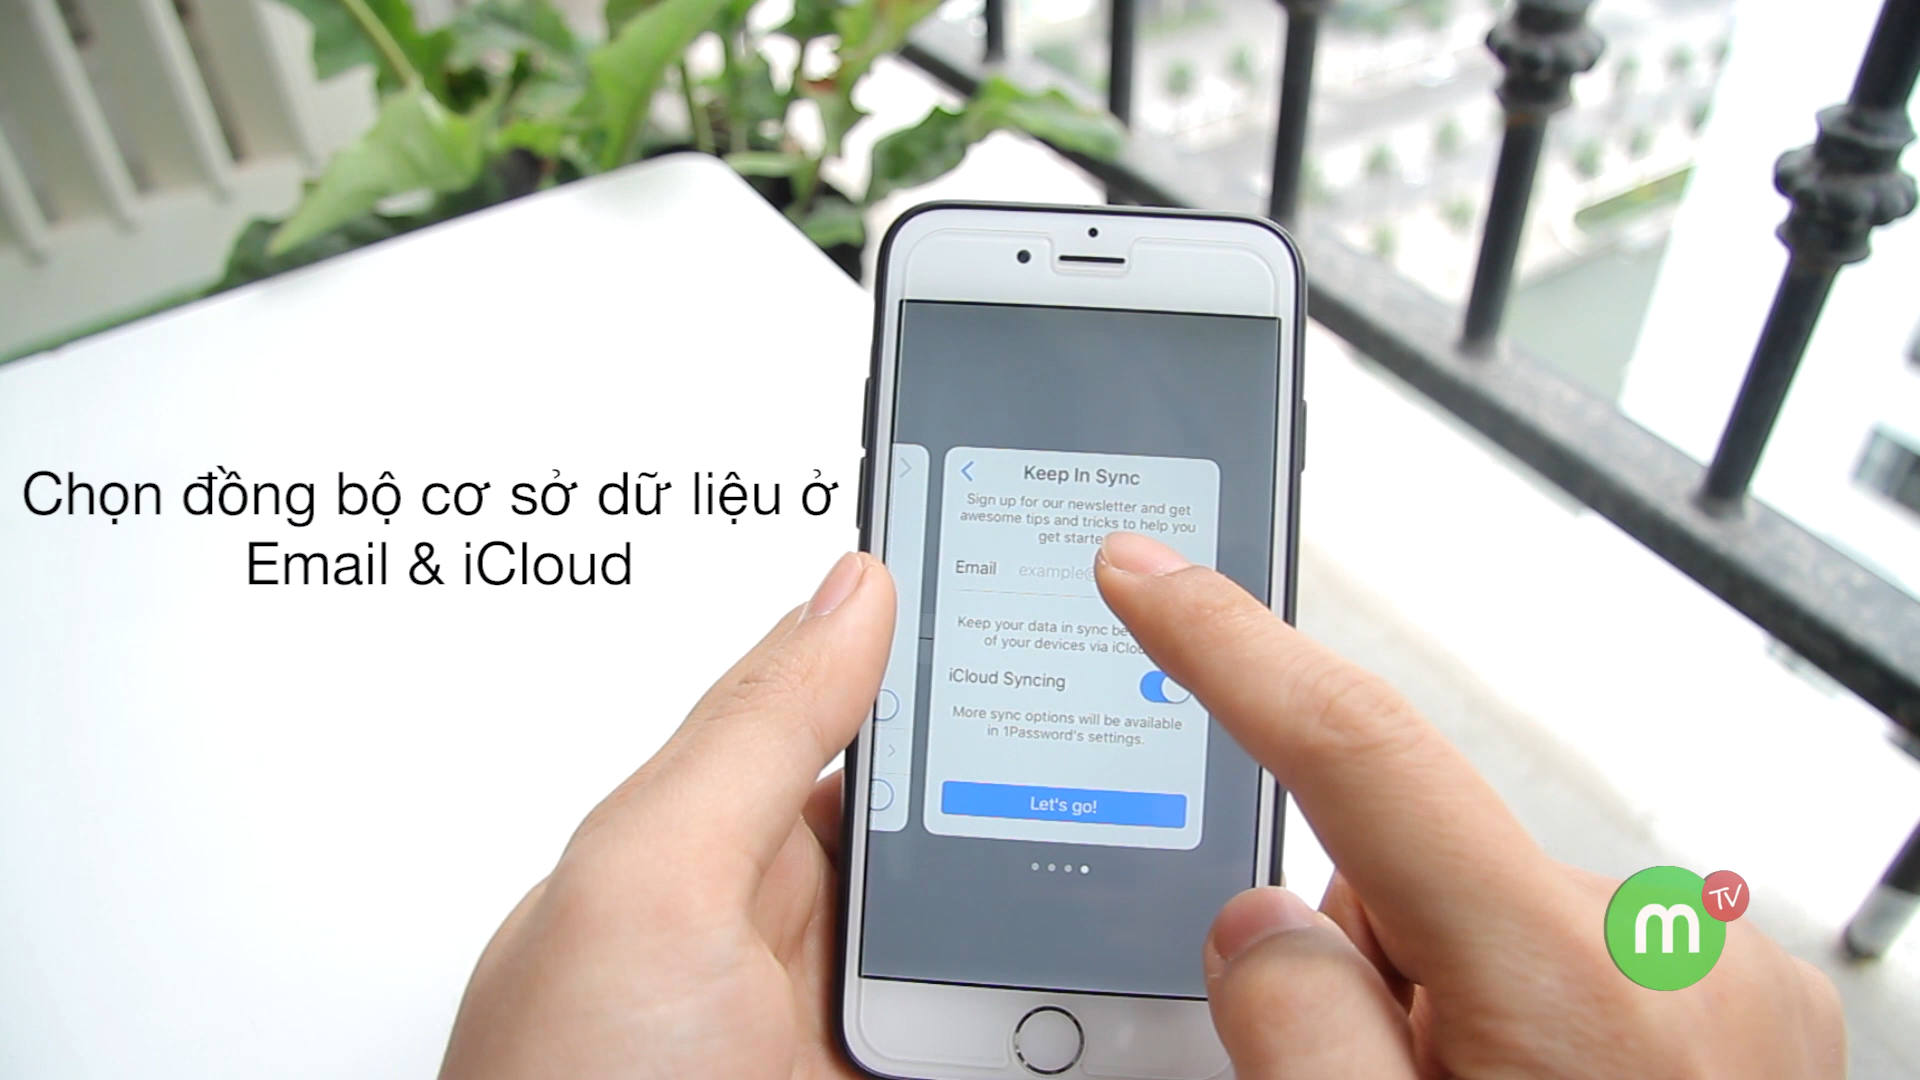 Chọn đồng bộ cơ sở dữ liệu ở
Email & iCloud
Keep In Sync
Sign up for our newsletter and get
awesome tips and tricks to help you
get
Email
Keep your data in sync
of your devices via
iCloud Syncing
More sync options will be available
in 1Password's settings.
Let's go!
m TV